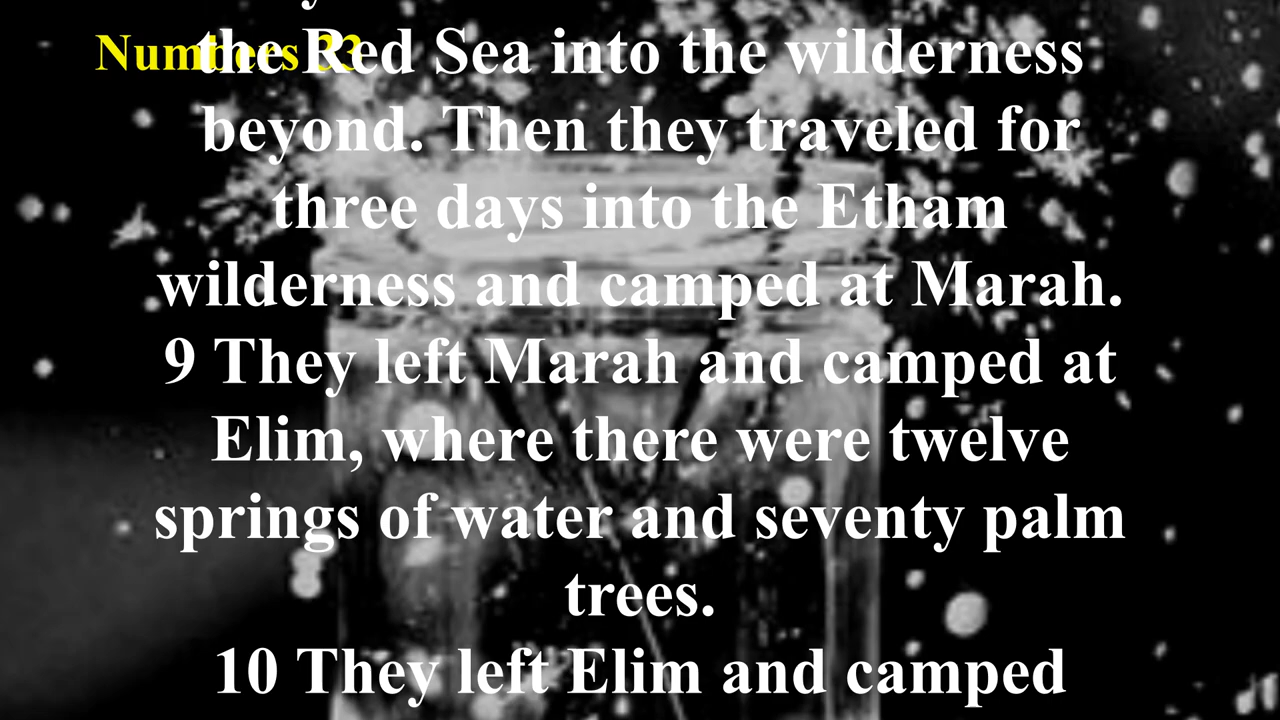 Numbers 33
the Red Sea into the wilderness
beyond. Then they traveled for
three days into the Etham
wilderness and camped at Marah.
9 They left Marah and camped at
Elim, where there were twelve
springs of water and seventy palm
trees.
10 They left Elim and camped